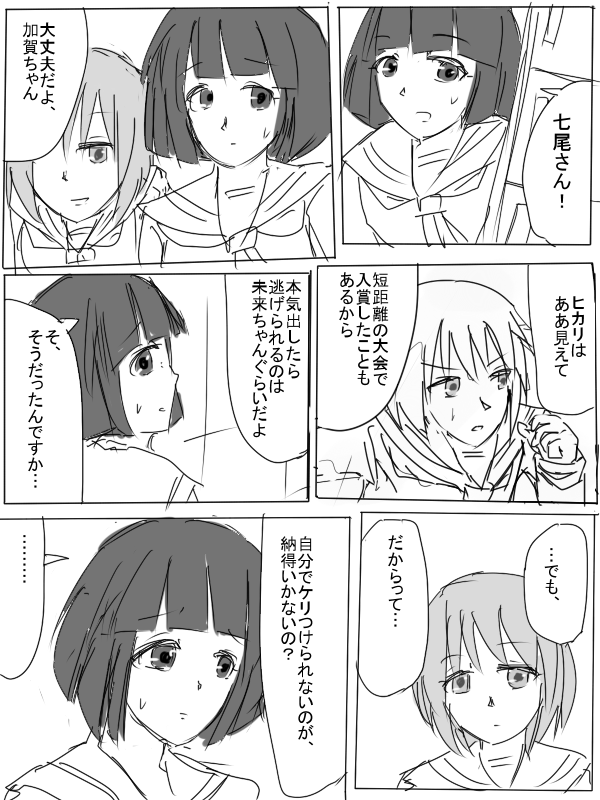 七尾さん！
大丈夫だよ、
加賀ちゃん
ヒカリは
ああ見えて
短距離の大会で
入賞したことも
あるから
本気出したら
逃げられるのは
未来ちゃんぐらいだよ
そ、
そうだったんですか…
…でも、
だからって…
自分でケリつけられないのが、
納得いかないの？
………